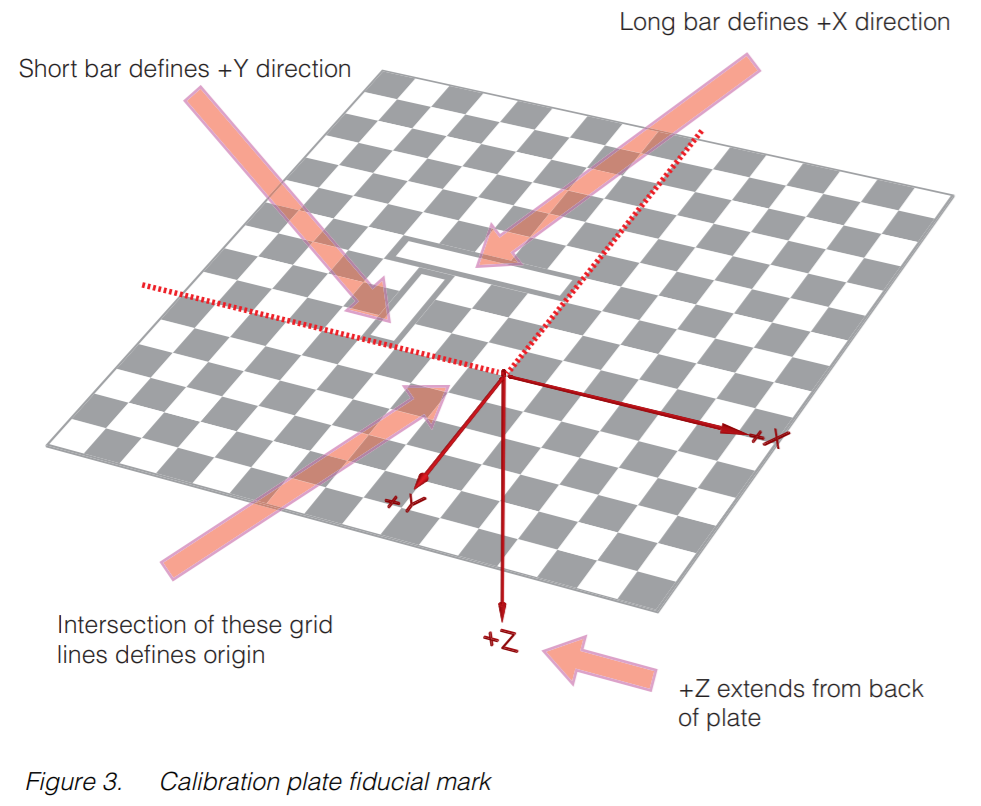 Long bar defines +X direction
Short bar defines +Y direction
+X
+Y
Intersection of these grid
lines defines origin
+Z
+Z extends from back
of plate
Figure 3. Calibration plate fiducial mark